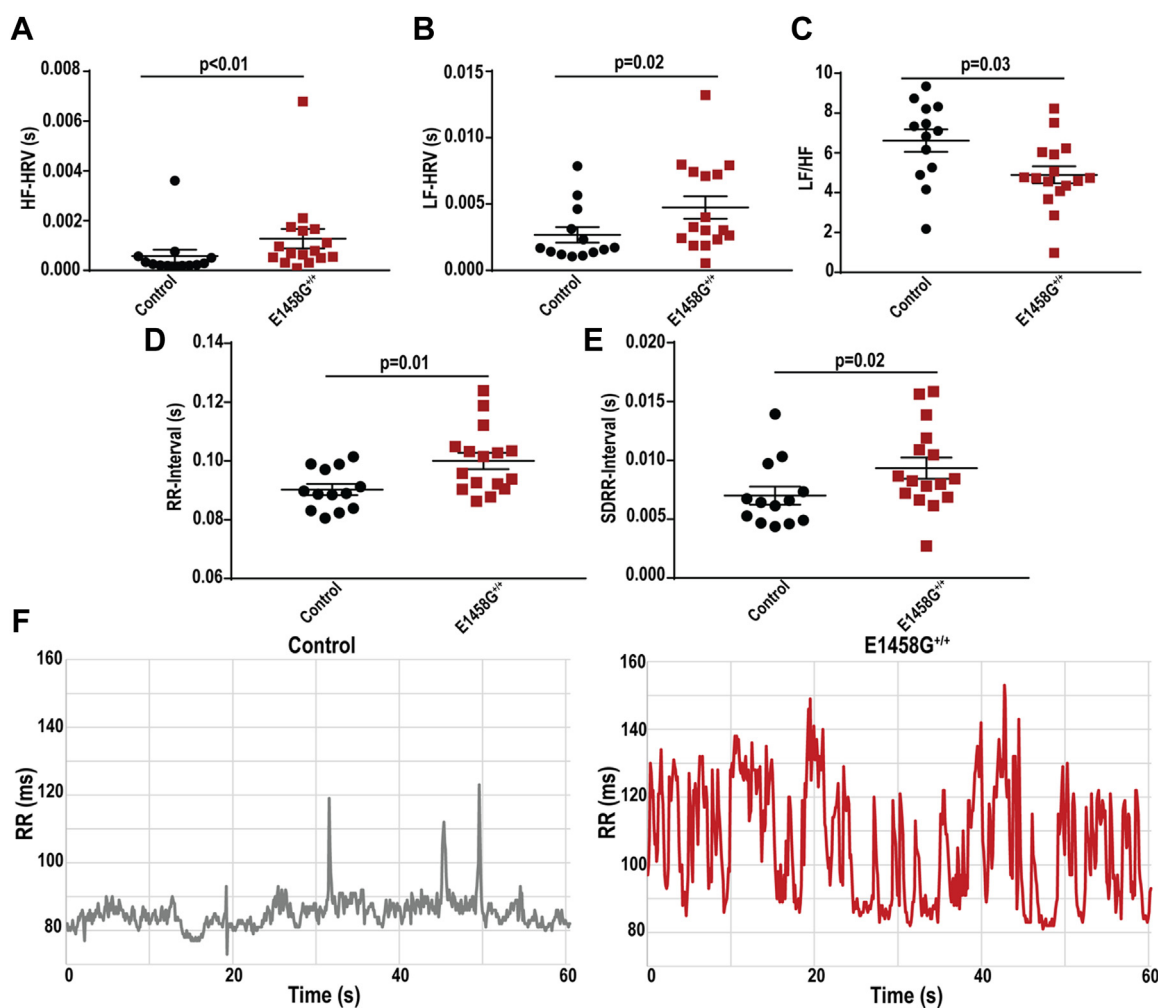 A
p<0.01
HF-HRV (s)
0.008
0.006
0.004
0.002
0.000
Control
E1458G+/+
B
p=0.02
LF-HRV (s)
0.015
0.010
0.005
0.000
Control
E1458G+/+
C
p=0.03
LF/HF
10
8
6
4
2
0
Control
E1458G+/+
D
p=0.01
RR-Interval (s)
0.14
0.12
0.10
0.08
0.06
Control
E1458G+/+
E
p=0.02
SDRR-Interval (s)
0.020
0.015
0.010
0.005
0.000
Control
E1458G+/+
F
Control
RR (ms)
160
140
120
100
80
0 20 40 60
Time (s)
E1458G+/+
RR (ms)
160
140
120
100
80
0 20 40 60
Time (s)